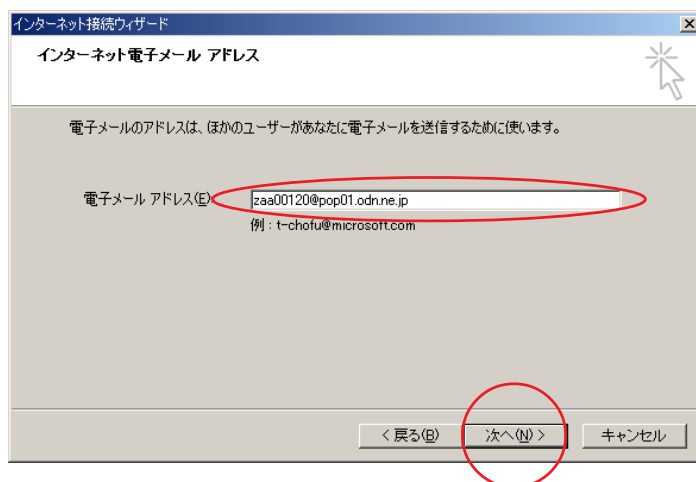 インターネット接続ウィザード
インターネット電子メール アドレス
電子メールのアドレスは、ほかのユーザーがあなたに電子メールを送信するために使います。
電子メール アドレス(E):
zaa00120@pop01.odn.ne.jp
例 : t-chofu@microsoft.com
< 戻る(B)
次へ(N) >
キャンセル